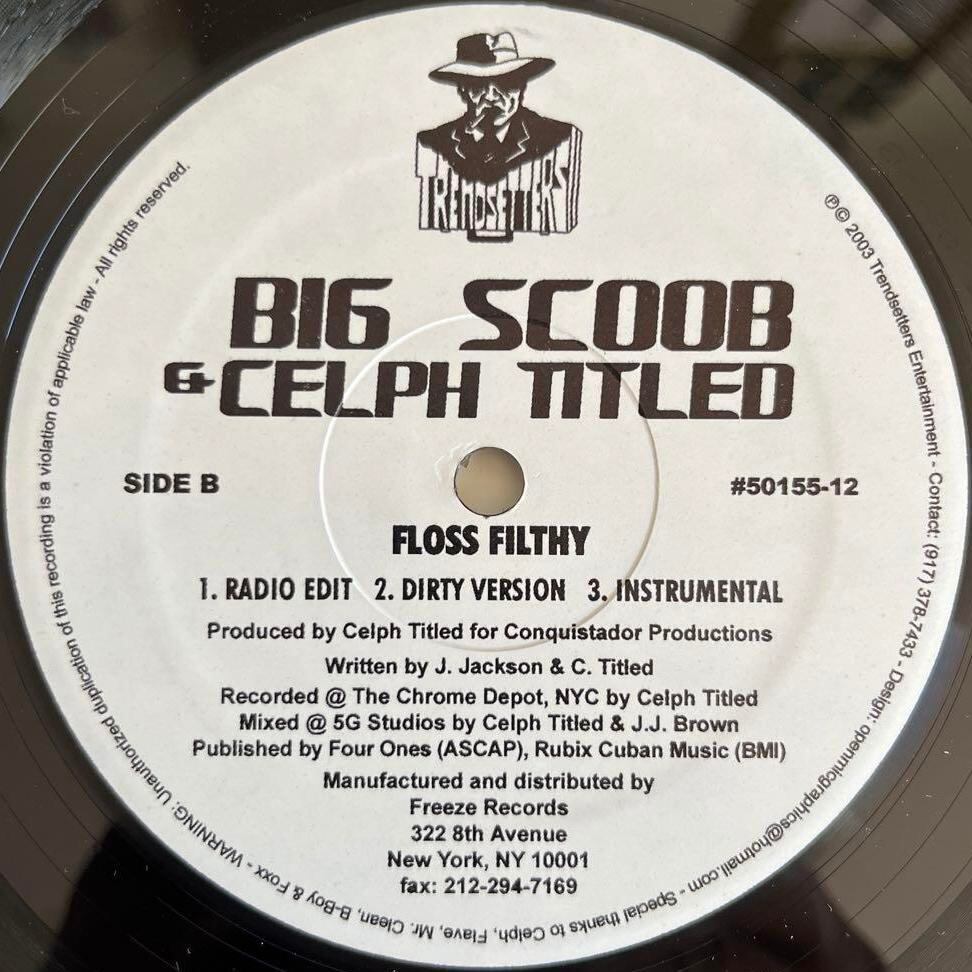 TRENDSETTERS
BIG SCOOB
& CELPH TITLED
SIDE B
#50155-12
FLOSS FILTHY
1. RADIO EDIT 2. DIRTY VERSION 3. INSTRUMENTAL
Produced by Celph Titled for Conquistador Productions
Written by J. Jackson & C. Titled
Recorded @ The Chrome Depot, NYC by Celph Titled
Mixed @ 5G Studios by Celph Titled & J.J. Brown
Published by Four Ones (ASCAP), Rubix Cuban Music (BMI)
Manufactured and distributed by
Freeze Records
322 8th Avenue
New York, NY 10001
fax: 212-294-7169
℗© 2003 Trendsetters Entertainment - Contact: (917) 378-7433 - Design: openmicgraphics@hotmail.com - Special thanks to Celph, Flave, Mr. Clean, B-Boy & Foxx - WARNING: Unauthorized duplication of this recording is a violation of applicable law - All rights reserved.